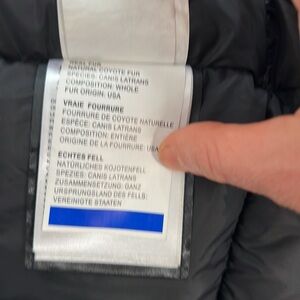 REAL FUR
NATURAL COYOTE FUR
SPECIES: CANIS LATRANS
COMPOSITION: WHOLE
FUR ORIGIN: USA
VRAIE FOURRURE
FOURRURE DE COYOTE NATURELLE
ESPÈCE: CANIS LATRANS
COMPOSITION: ENTIÈRE
ORIGINE DE LA FOURRURE: USA
ECHTES FELL
NATÜRLICHES KOJOTENFELL
SPEZIES: CANIS LATRANS
ZUSAMMENSETZUNG: GANZ
URSPRUNGSLAND DES FELLS:
VEREINIGTE STAATEN